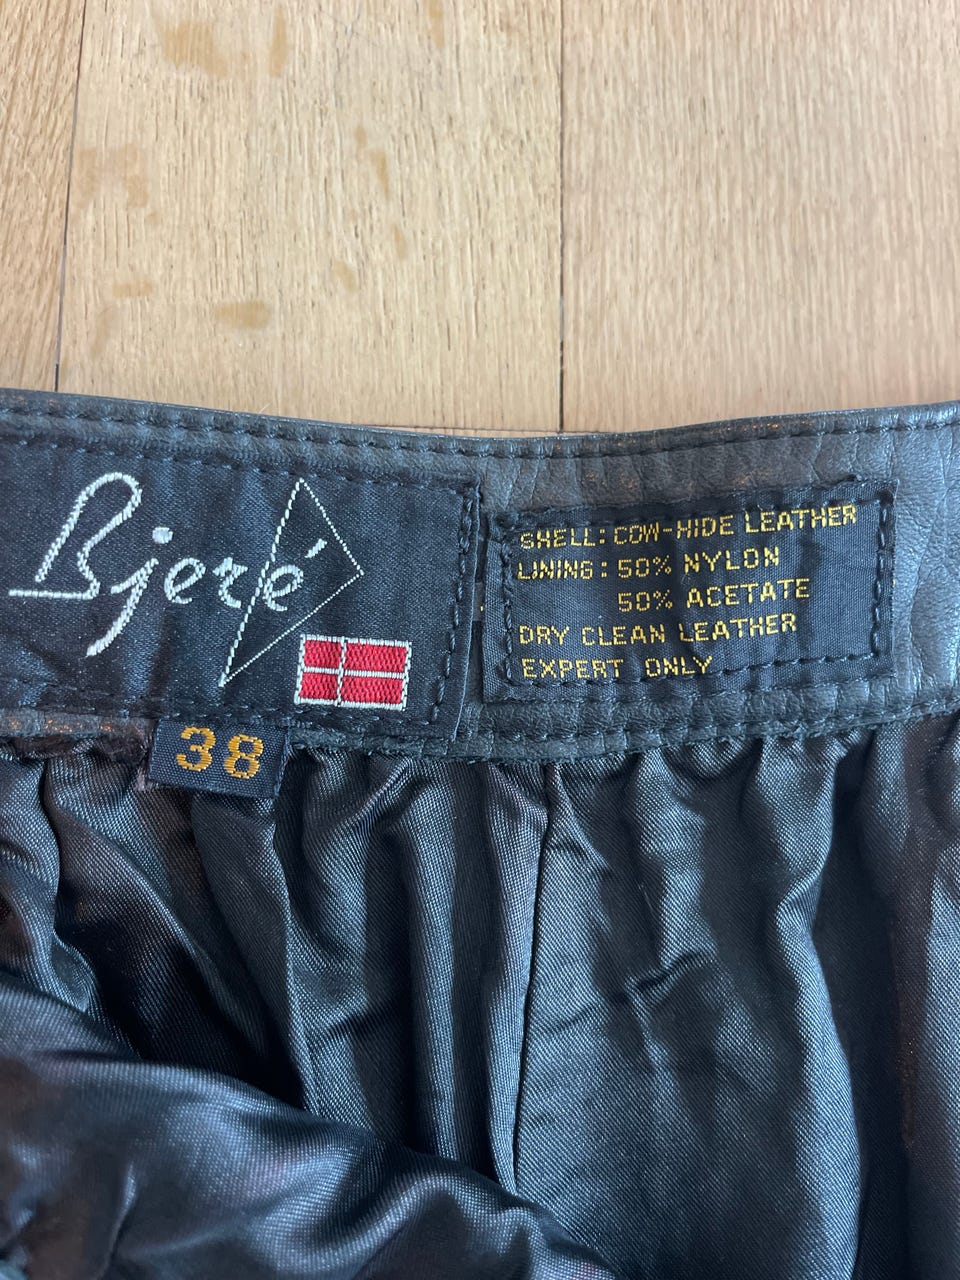 Bjeré
SHELL: COW-HIDE LEATHER
LINING: 50% NYLON
50% ACETATE
DRY CLEAN LEATHER
EXPERT ONLY
38